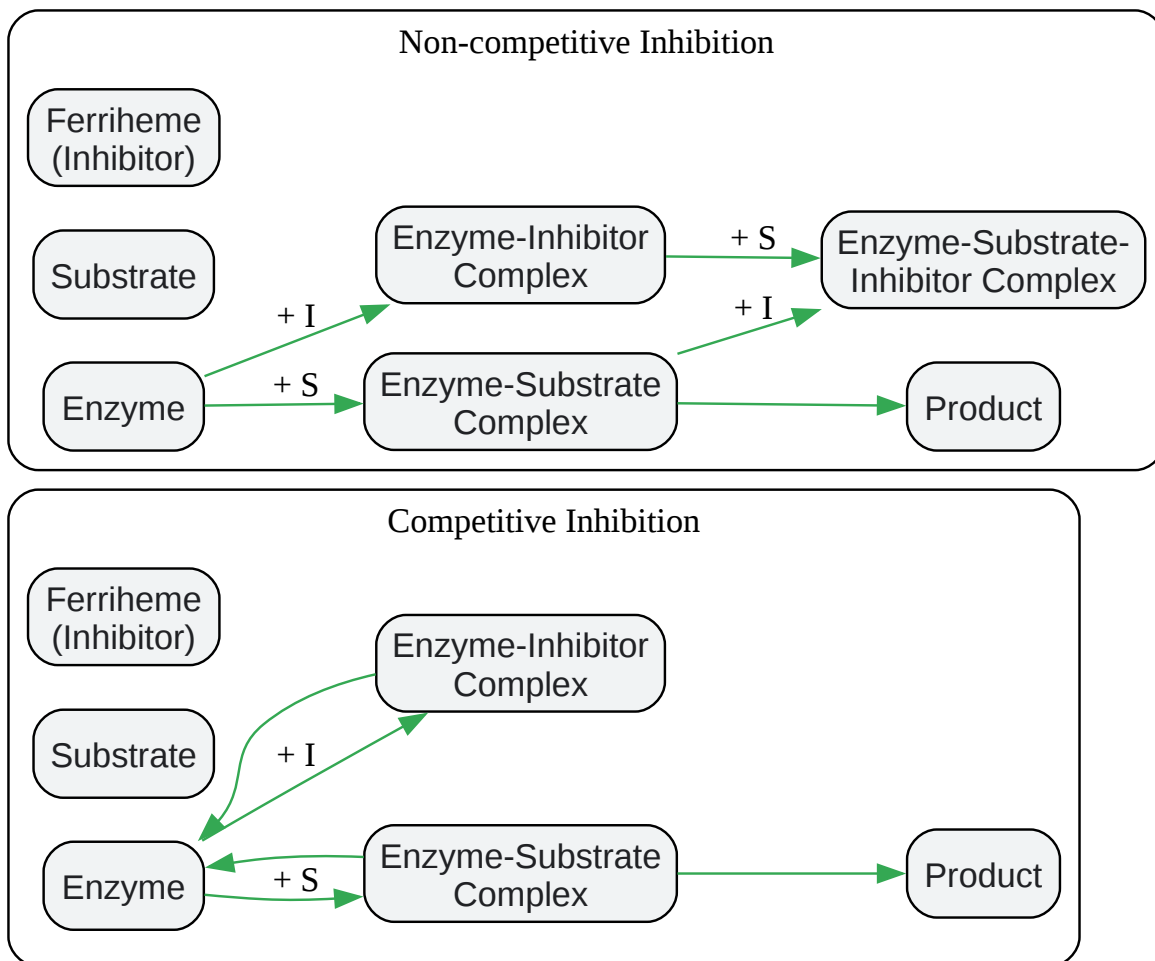 Non-competitive Inhibition
Ferriheme
(Inhibitor)
Substrate
Enzyme
+ I
+ S
Enzyme-Inhibitor
Complex
Enzyme-Substrate
Complex
+ S
+ I
Enzyme-Substrate-
Inhibitor Complex
Product
Competitive Inhibition
Ferriheme
(Inhibitor)
Substrate
Enzyme
+ I
+ S
Enzyme-Inhibitor
Complex
Enzyme-Substrate
Complex
Product